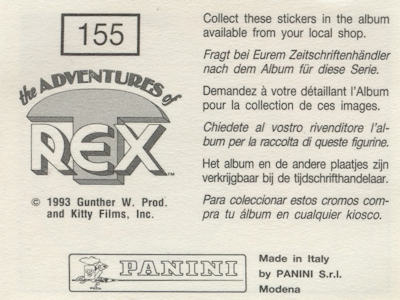 155
the ADVENTURES of
T REX™
© 1993 Gunther W. Prod.
and Kitty Films, Inc.
Collect these stickers in the album
available from your local shop.
Fragt bei Eurem Zeitschriftenhändler
nach dem Album für diese Serie.
Demandez à votre détaillant l'Album
pour la collection de ces images.
Chiedete al vostro rivenditore l'al-
bum per la raccolta di queste figurine.
Het album en de andere plaatjes zijn
verkrijgbaar bij de tijdschrifthandelaar.
Para coleccionar estos cromos com-
pra tu álbum en cualquier kiosco.
PANINI
Made in Italy
by PANINI S.r.l.
Modena